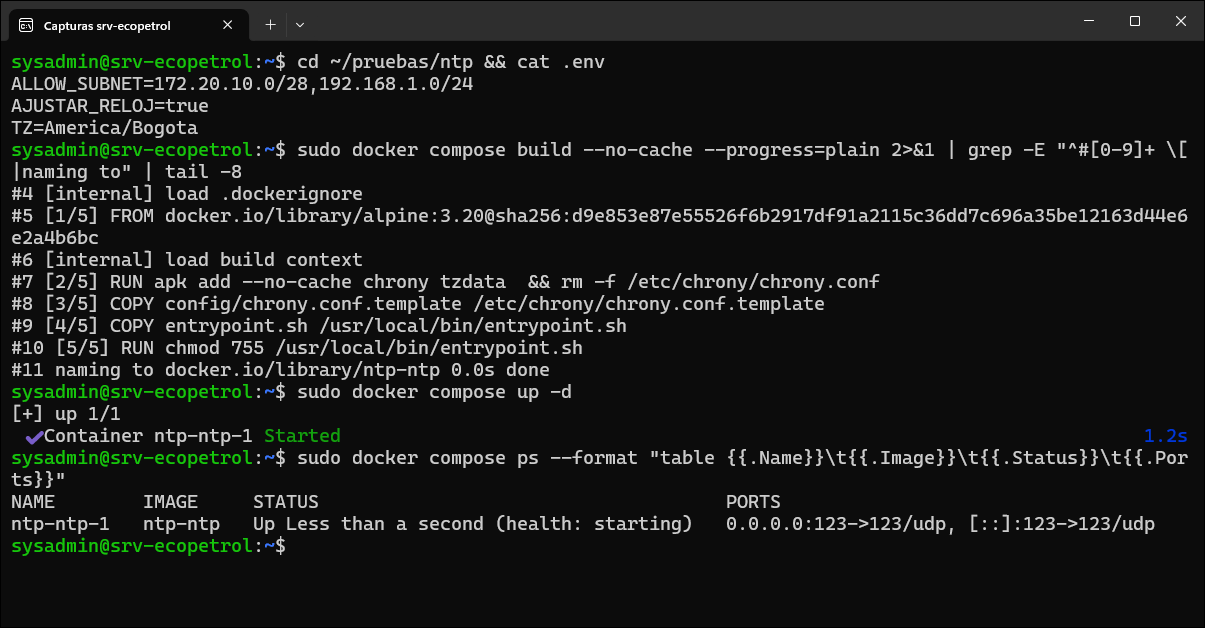 Capturas srv-ecopetrol
sysadmin@srv-ecopetrol:~$ cd ~/pruebas/ntp && cat .env
ALLOW_SUBNET=172.20.10.0/28,192.168.1.0/24
AJUSTAR_RELOJ=true
TZ=America/Bogota
sysadmin@srv-ecopetrol:~$ sudo docker compose build --no-cache --progress=plain 2>&1 | grep -E "^#[0-9]+ \[
|naming to" | tail -8
#4 [internal] load .dockerignore
#5 [1/5] FROM docker.io/library/alpine:3.20@sha256:d9e853e87e55526f6b2917df91a2115c36dd7c696a35be12163d44e6
e2a4b6bc
#6 [internal] load build context
#7 [2/5] RUN apk add --no-cache chrony tzdata  && rm -f /etc/chrony/chrony.conf
#8 [3/5] COPY config/chrony.conf.template /etc/chrony/chrony.conf.template
#9 [4/5] COPY entrypoint.sh /usr/local/bin/entrypoint.sh
#10 [5/5] RUN chmod 755 /usr/local/bin/entrypoint.sh
#11 naming to docker.io/library/ntp-ntp 0.0s done
sysadmin@srv-ecopetrol:~$ sudo docker compose up -d
[+] up 1/1
✔Container ntp-ntp-1 Started 1.2s
sysadmin@srv-ecopetrol:~$ sudo docker compose ps --format "table {{.Name}}\t{{.Image}}\t{{.Status}}\t{{.Por
ts}}"
NAME IMAGE STATUS PORTS
ntp-ntp-1 ntp-ntp Up Less than a second (health: starting) 0.0.0.0:123->123/udp, [::]:123->123/udp
sysadmin@srv-ecopetrol:~$